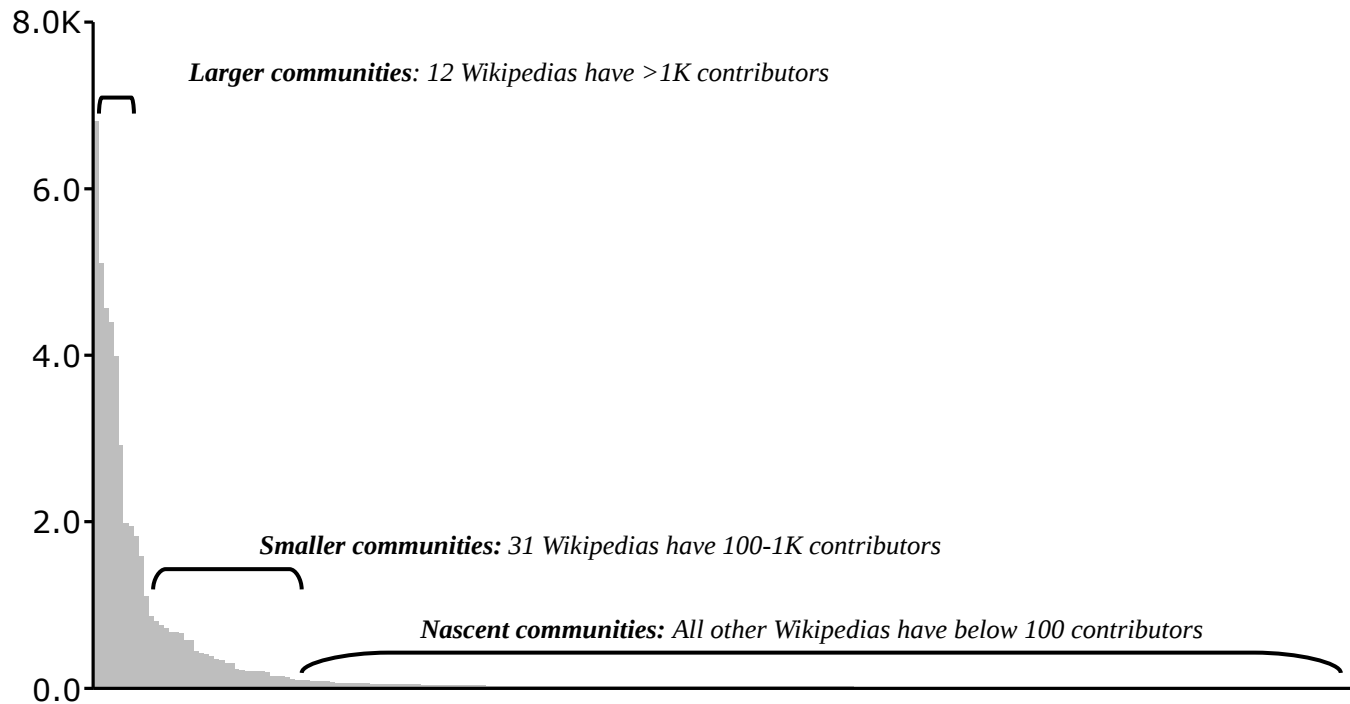 8.0K
Larger communities: 12 Wikipedias have >1K contributors
6.0
4.0
2.0
Smaller communities: 31 Wikipedias have 100-1K contributors
Nascent communities: All other Wikipedias have below 100 contributors
0.0